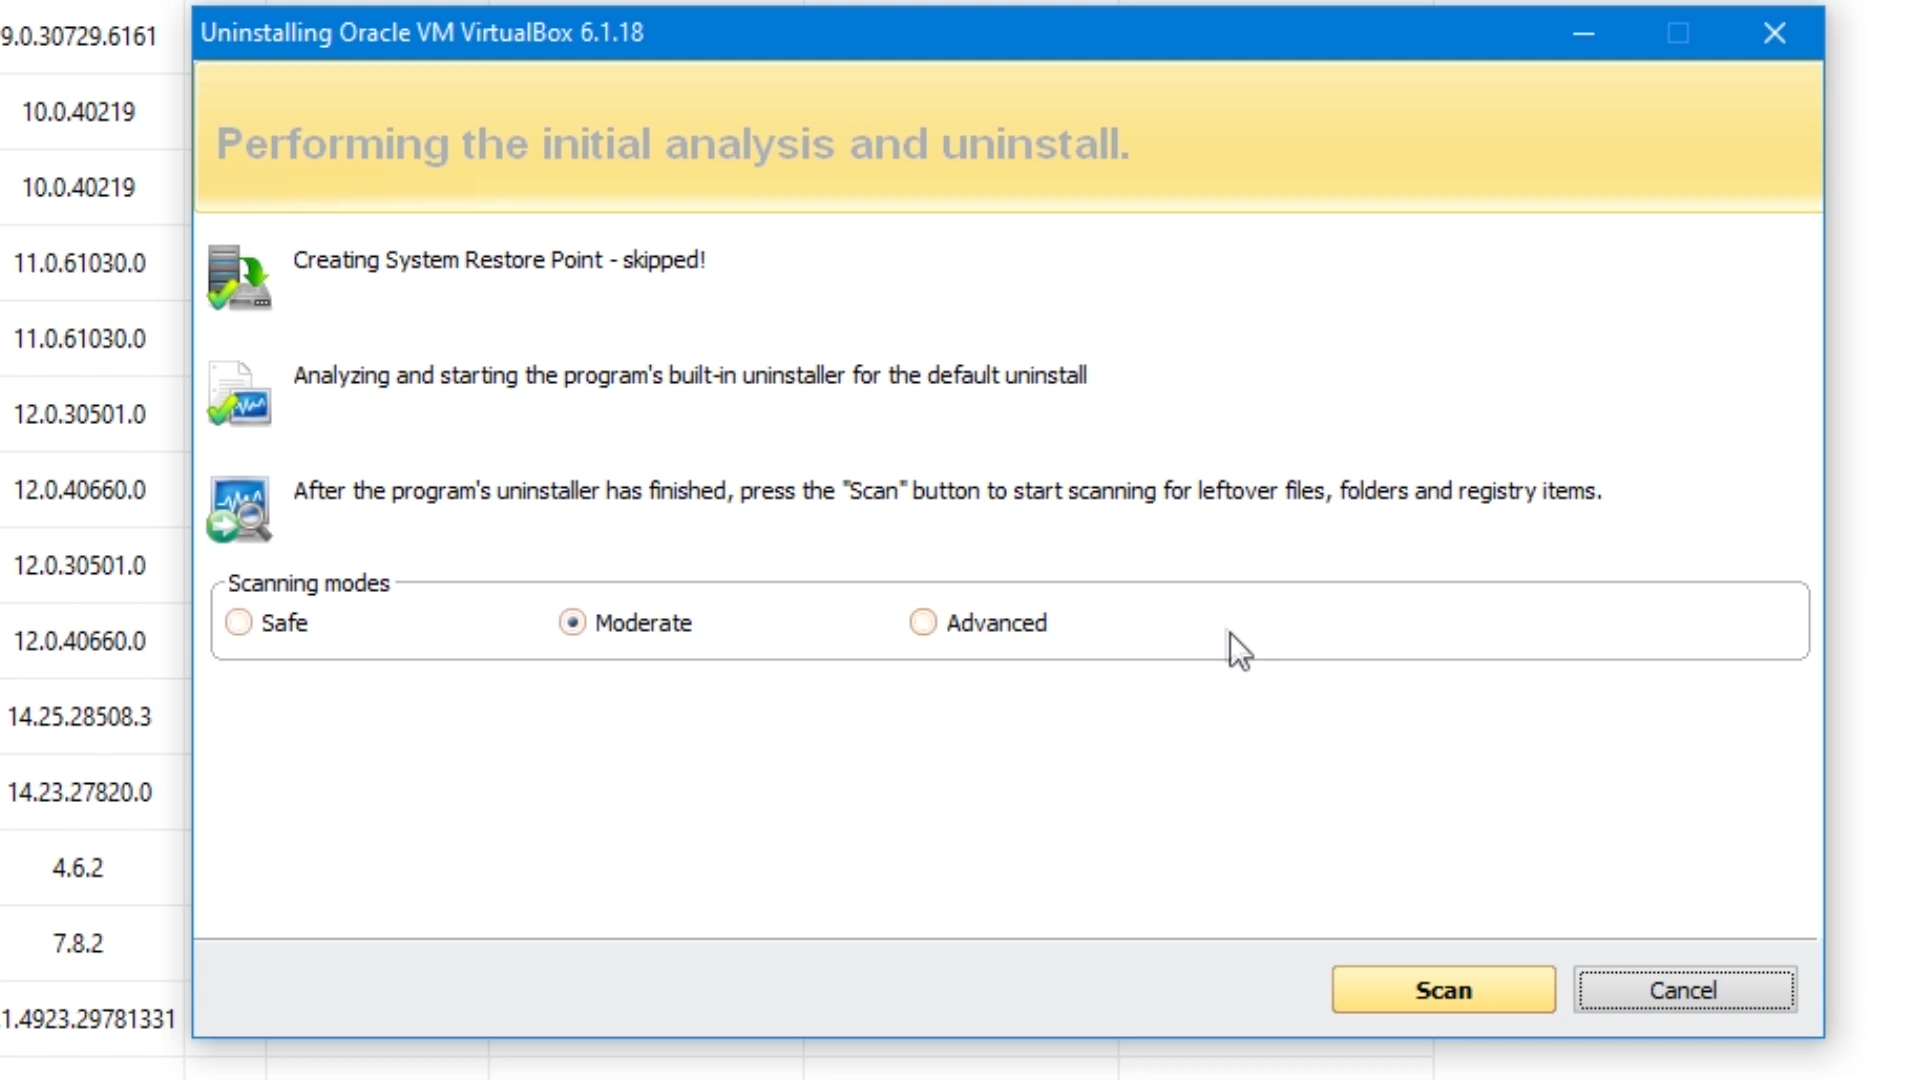 Uninstalling Oracle VM VirtualBox 6.1.18
Performing the initial analysis and uninstall.
Creating System Restore Point - skipped!
Analyzing and starting the program's built-in uninstaller for the default uninstall
After the program's uninstaller has finished, press the "Scan" button to start scanning for leftover files, folders and registry items.
Scanning modes
Safe
Moderate
Advanced
Scan
Cancel
9.0.30729.6161
10.0.40219
10.0.40219
11.0.61030.0
11.0.61030.0
12.0.30501.0
12.0.40660.0
12.0.30501.0
12.0.40660.0
14.25.28508.3
14.23.27820.0
4.6.2
7.8.2
1.4923.29781331